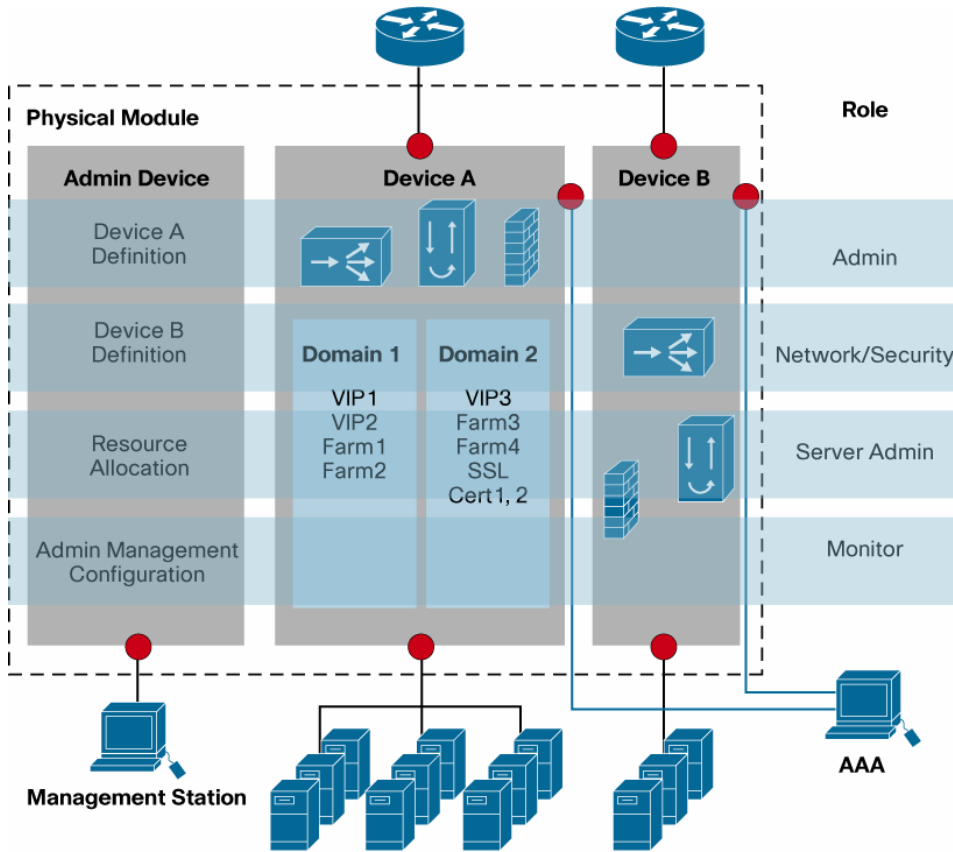 Physical Module
Role
Admin Device
Device A
Device B
Device A
Definition
Admin
Device B
Definition
Domain 1
Domain 2
Network/Security
VIP1
VIP2
Farm1
Farm2
VIP3
Farm3
Farm4
SSL
Cert1, 2
Resource
Allocation
Server Admin
Admin Management
Configuration
Monitor
Management Station
AAA